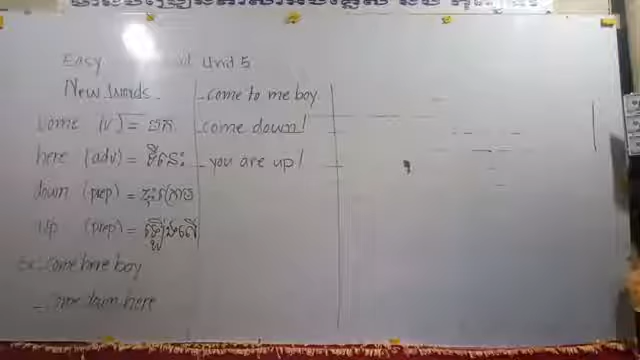 Easy Unit 5
New words
come (v) = មក
here (adv) = ទីនេះ
down (prep) = ចុះក្រោម
up (prep) = ឡើងលើ
Ex - come here boy
- come down here
- come to me boy.
- come down!
- you are up!